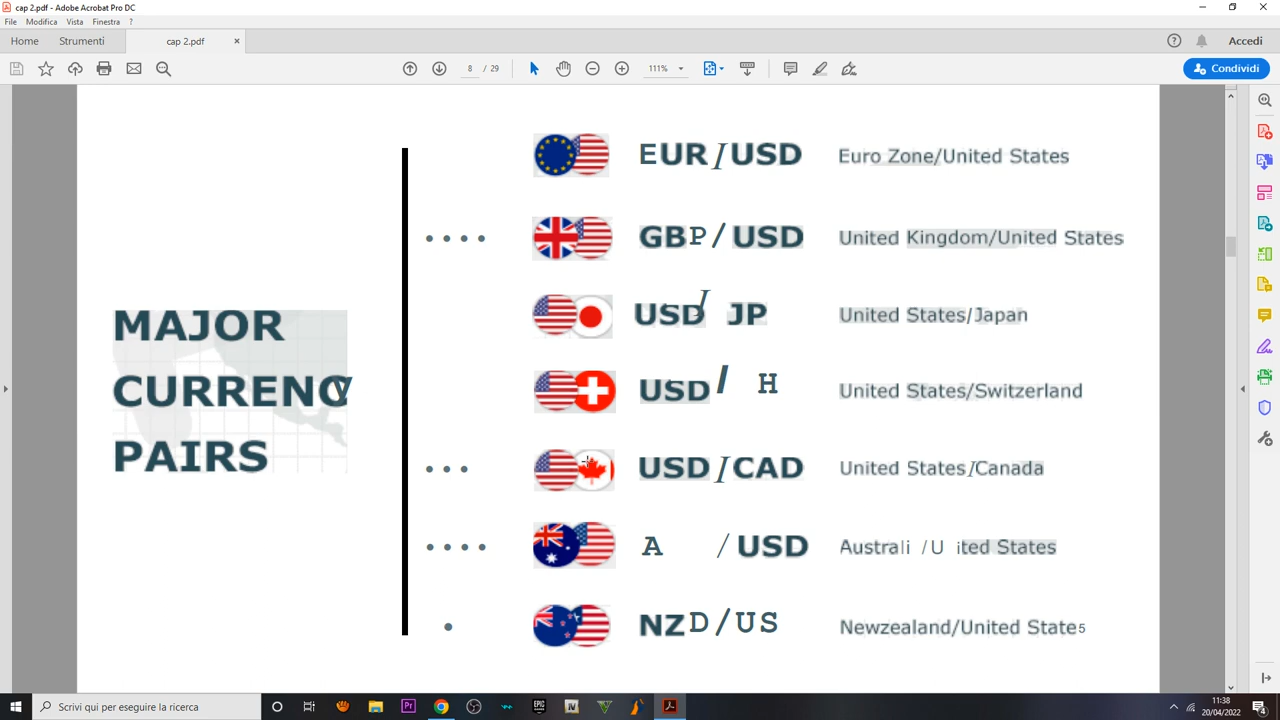 cap 2.pdf - Adobe Acrobat Pro DC
File Modifica Vista Finestra ?
Home Strumenti cap 2.pdf × Accedi
8 / 29 111% Condividi
MAJOR
CURRENCY
PAIRS
EUR/USD Euro Zone/United States
GBP/USD United Kingdom/United States
USD/ JP United States/Japan
USD/ H United States/Switzerland
USD/CAD United States/Canada
A /USD Australi /U ited States
NZD/US Newzealand/United State5
Scrivi qui per eseguire la ricerca
11:38
20/04/2022